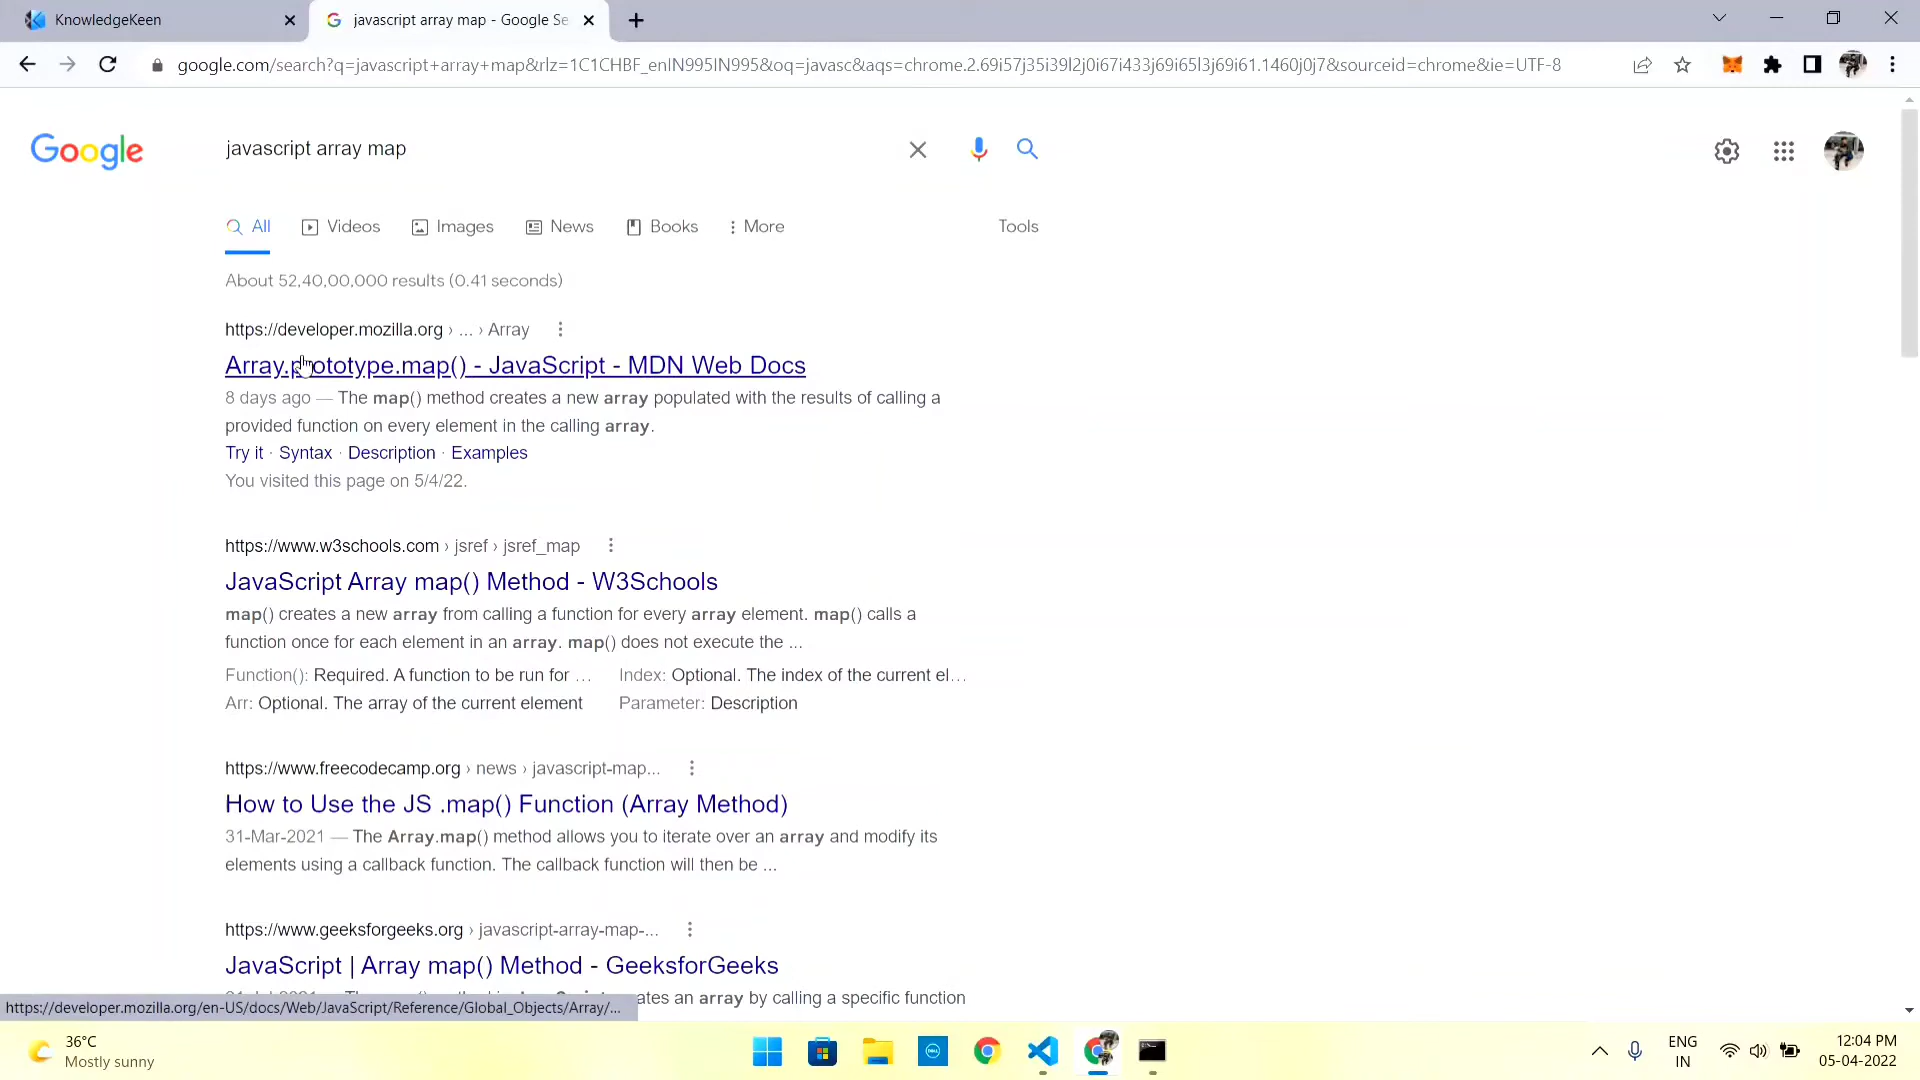 KnowledgeKeen
javascript array map - Google Se
google.com/search?q=javascript+array+map&rlz=1C1CHBF_enIN995IN995&oq=javasc&aqs=chrome.2.69i57j35i39l2j0i67i433j69i65l3j69i61.1460j0j7&sourceid=chrome&ie=UTF-8
Google
javascript array map
All Videos Images News Books More Tools
About 52,40,00,000 results (0.41 seconds)
https://developer.mozilla.org › ... › Array
Array.prototype.map() - JavaScript - MDN Web Docs
8 days ago — The map() method creates a new array populated with the results of calling a
provided function on every element in the calling array.
Try it · Syntax · Description · Examples
You visited this page on 5/4/22.
https://www.w3schools.com › jsref › jsref_map
JavaScript Array map() Method - W3Schools
map() creates a new array from calling a function for every array element. map() calls a
function once for each element in an array. map() does not execute the ...
Function(): Required. A function to be run for ... Index: Optional. The index of the current el...
Arr: Optional. The array of the current element Parameter: Description
https://www.freecodecamp.org › news › javascript-map...
How to Use the JS .map() Function (Array Method)
31-Mar-2021 — The Array.map() method allows you to iterate over an array and modify its
elements using a callback function. The callback function will then be ...
https://www.geeksforgeeks.org › javascript-array-map-...
JavaScript | Array map() Method - GeeksforGeeks
ates an array by calling a specific function
https://developer.mozilla.org/en-US/docs/Web/JavaScript/Reference/Global_Objects/Array/...
36°C
Mostly sunny
ENG
IN
12:04 PM
05-04-2022